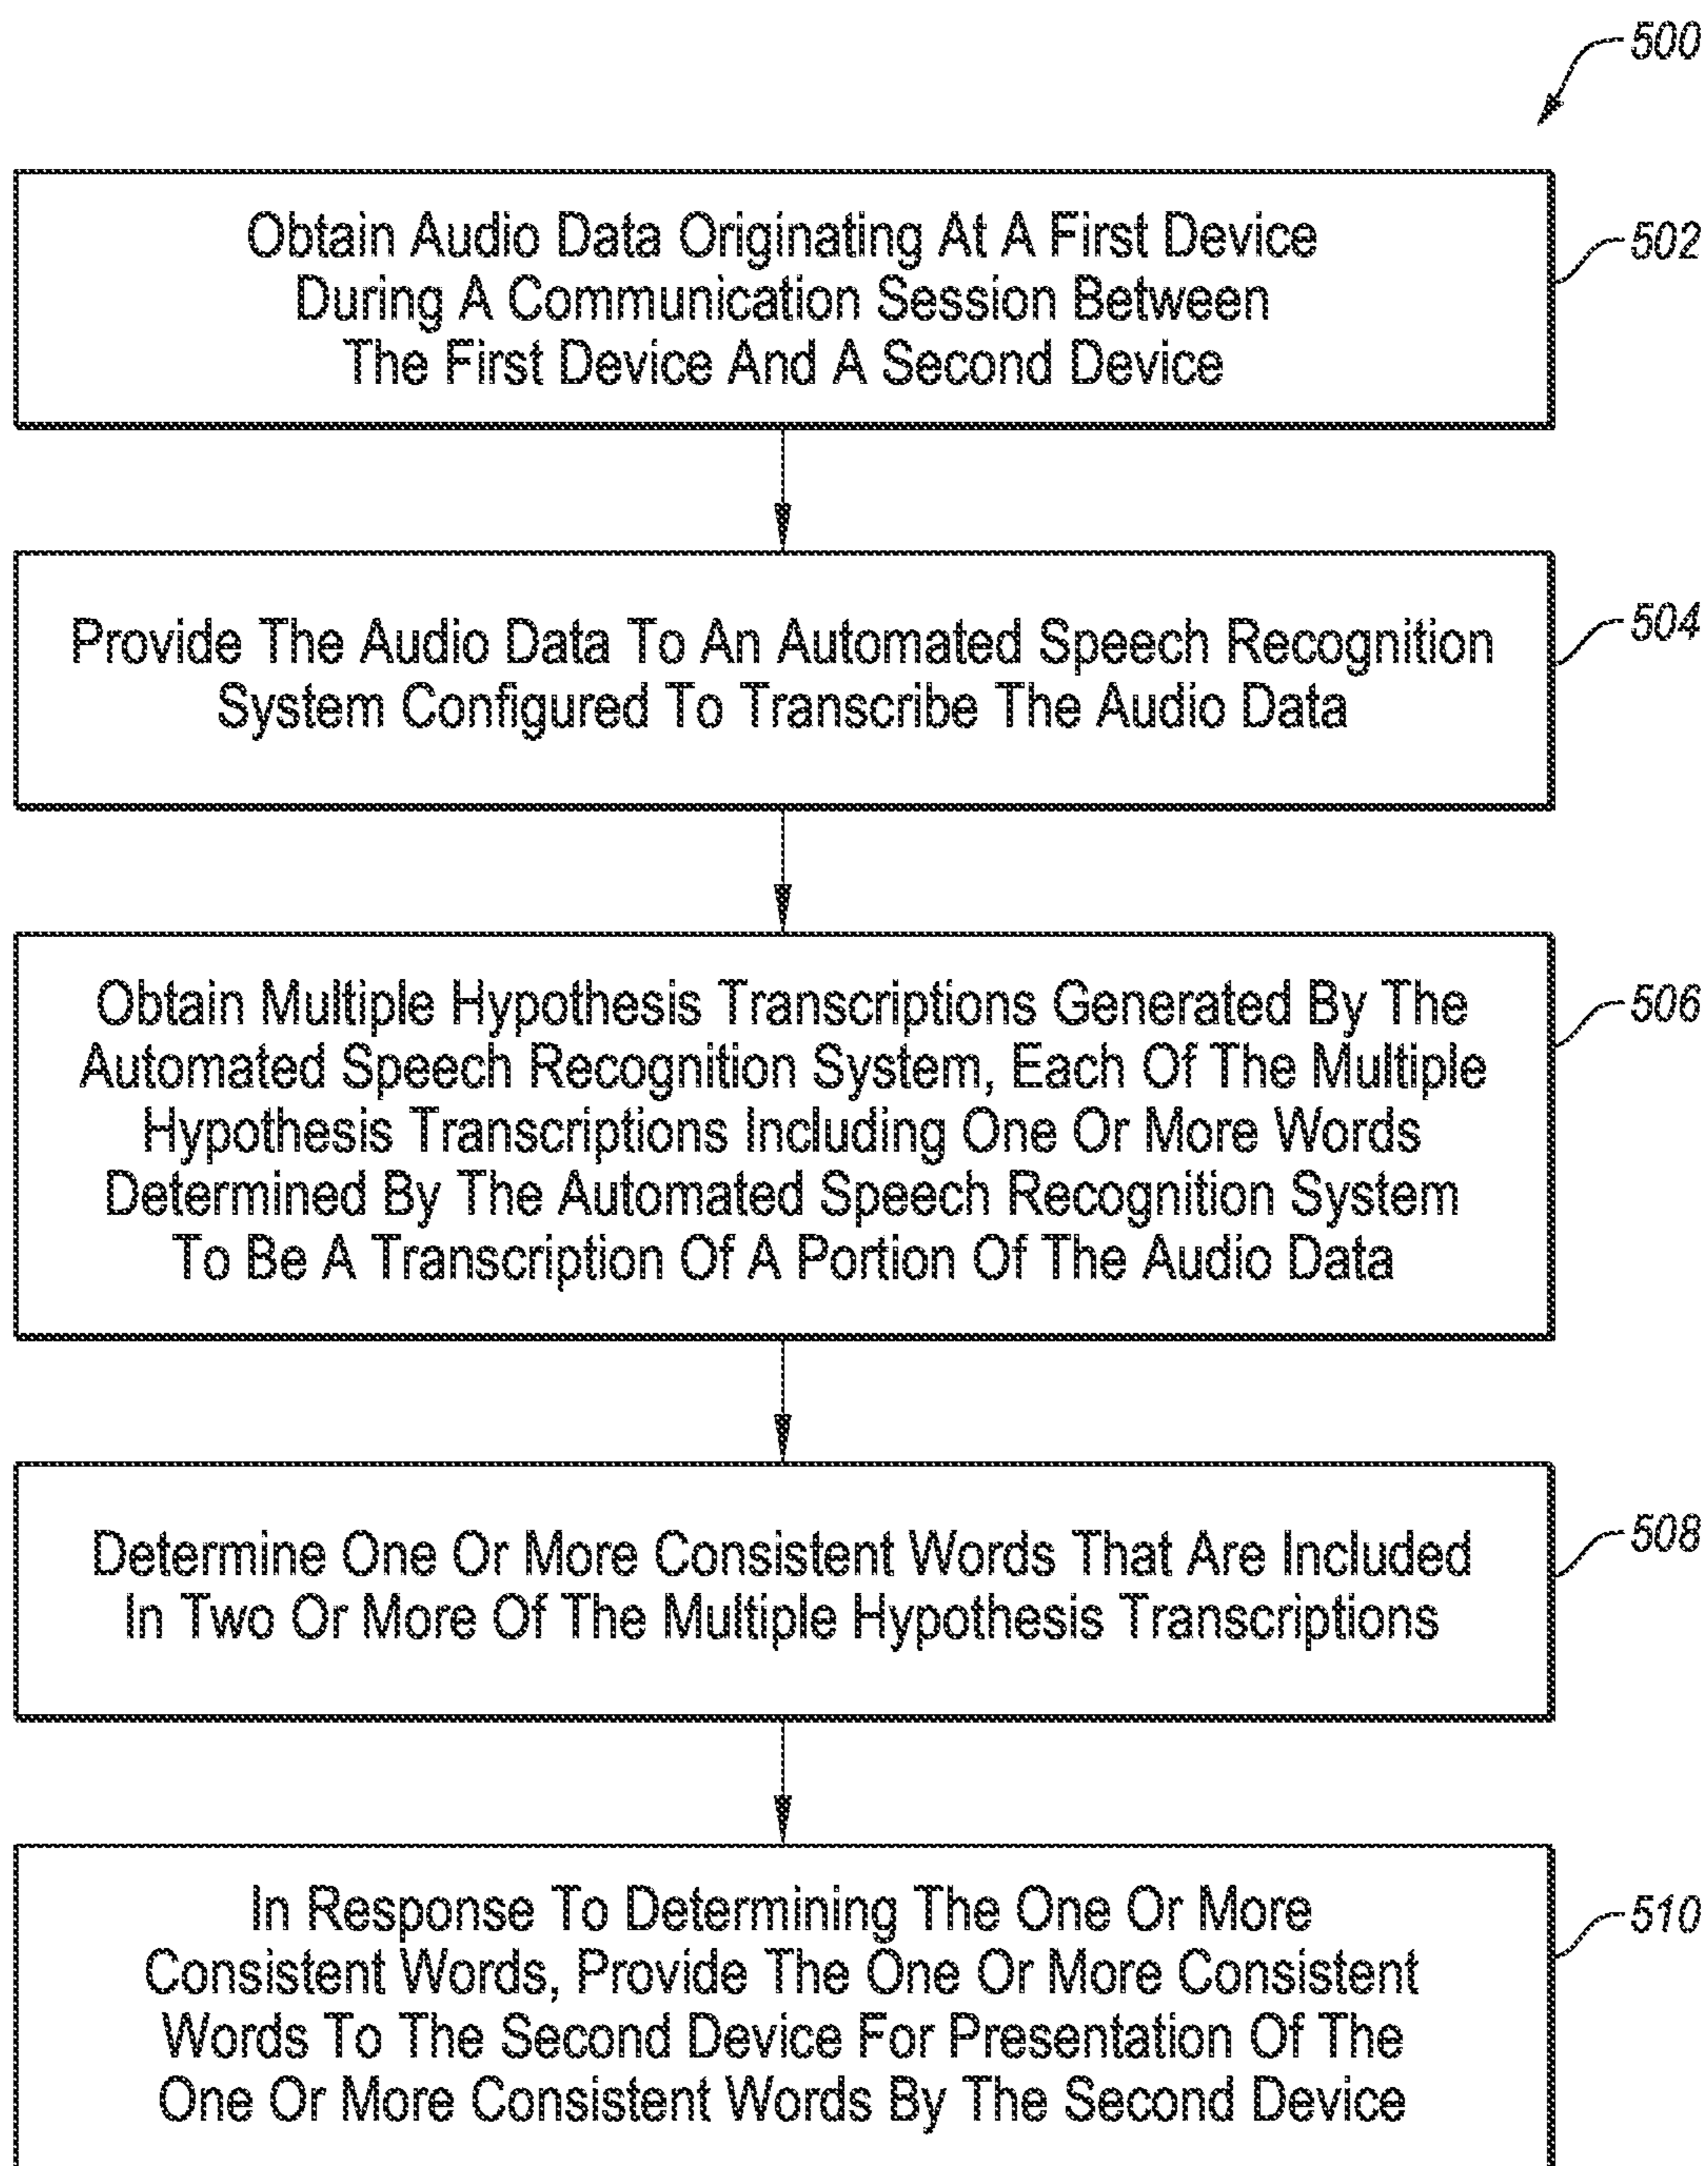 500
Obtain Audio Data Originating At A First Device
During A Communication Session Between
The First Device And A Second Device
502
Provide The Audio Data To An Automated Speech Recognition
System Configured To Transcribe The Audio Data
504
Obtain Multiple Hypothesis Transcriptions Generated By The
Automated Speech Recognition System, Each Of The Multiple
Hypothesis Transcriptions Including One Or More Words
Determined By The Automated Speech Recognition System
To Be A Transcription Of A Portion Of The Audio Data
506
Determine One Or More Consistent Words That Are Included
In Two Or More Of The Multiple Hypothesis Transcriptions
508
In Response To Determining The One Or More
Consistent Words, Provide The One Or More Consistent
Words To The Second Device For Presentation Of The
One Or More Consistent Words By The Second Device
510